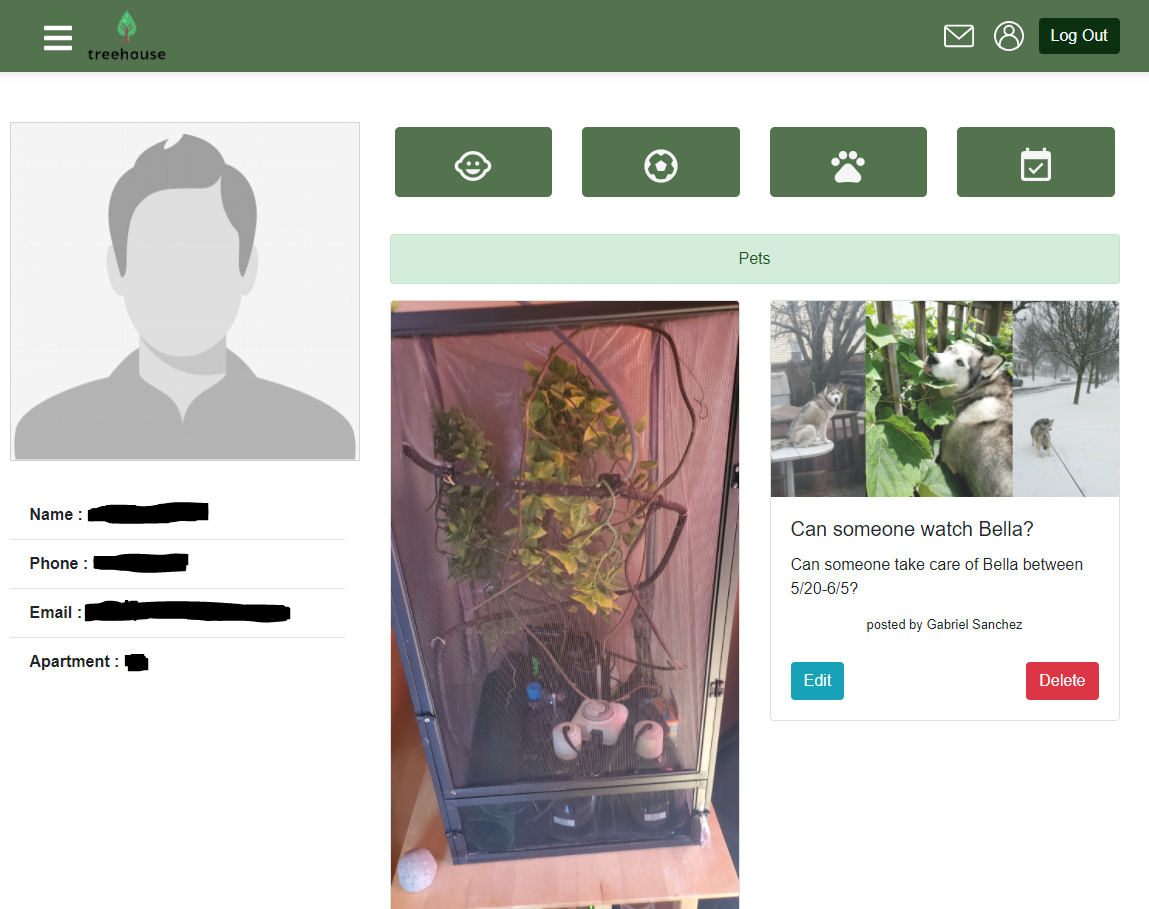 treehouse
Log Out
Name :
Phone :
Email :
Apartment :
Pets
Can someone watch Bella?
Can someone take care of Bella between
5/20-6/5?
posted by Gabriel Sanchez
Edit
Delete